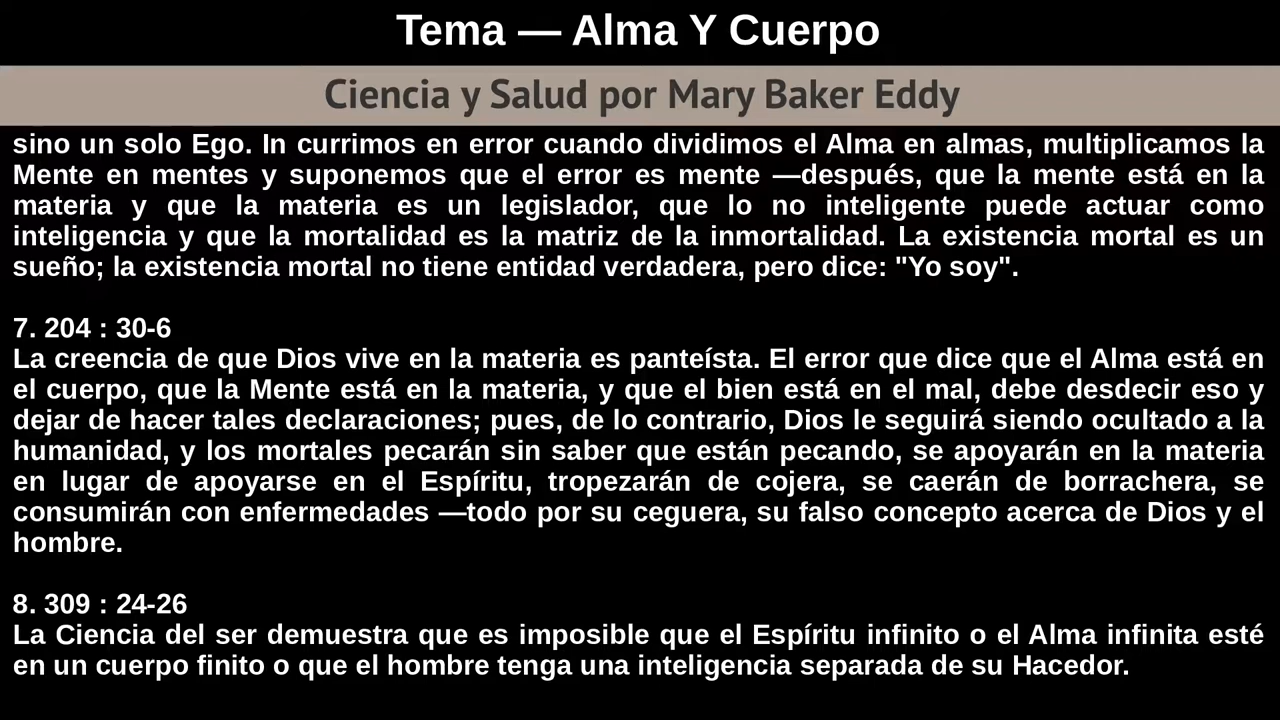 Tema — Alma Y Cuerpo
Ciencia y Salud por Mary Baker Eddy
sino un solo Ego. In currimos en error cuando dividimos el Alma en almas, multiplicamos la
Mente en mentes y suponemos que el error es mente —después, que la mente está en la
materia y que la materia es un legislador, que lo no inteligente puede actuar como
inteligencia y que la mortalidad es la matriz de la inmortalidad. La existencia mortal es un
sueño; la existencia mortal no tiene entidad verdadera, pero dice: "Yo soy".
7. 204 : 30-6
La creencia de que Dios vive en la materia es panteísta. El error que dice que el Alma está en
el cuerpo, que la Mente está en la materia, y que el bien está en el mal, debe desdecir eso y
dejar de hacer tales declaraciones; pues, de lo contrario, Dios le seguirá siendo ocultado a la
humanidad, y los mortales pecarán sin saber que están pecando, se apoyarán en la materia
en lugar de apoyarse en el Espíritu, tropezarán de cojera, se caerán de borrachera, se
consumirán con enfermedades —todo por su ceguera, su falso concepto acerca de Dios y el
hombre.
8. 309 : 24-26
La Ciencia del ser demuestra que es imposible que el Espíritu infinito o el Alma infinita esté
en un cuerpo finito o que el hombre tenga una inteligencia separada de su Hacedor.